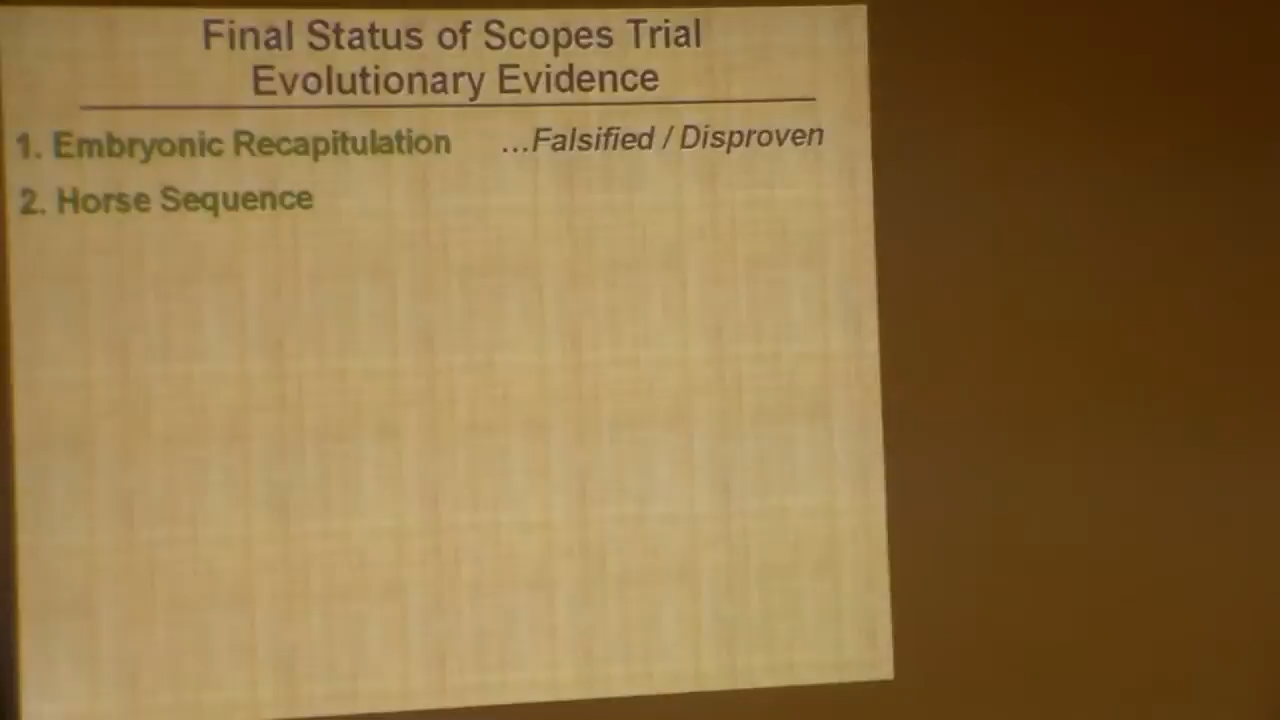 Final Status of Scopes Trial
Evolutionary Evidence
1. Embryonic Recapitulation ...Falsified / Disproven
2. Horse Sequence